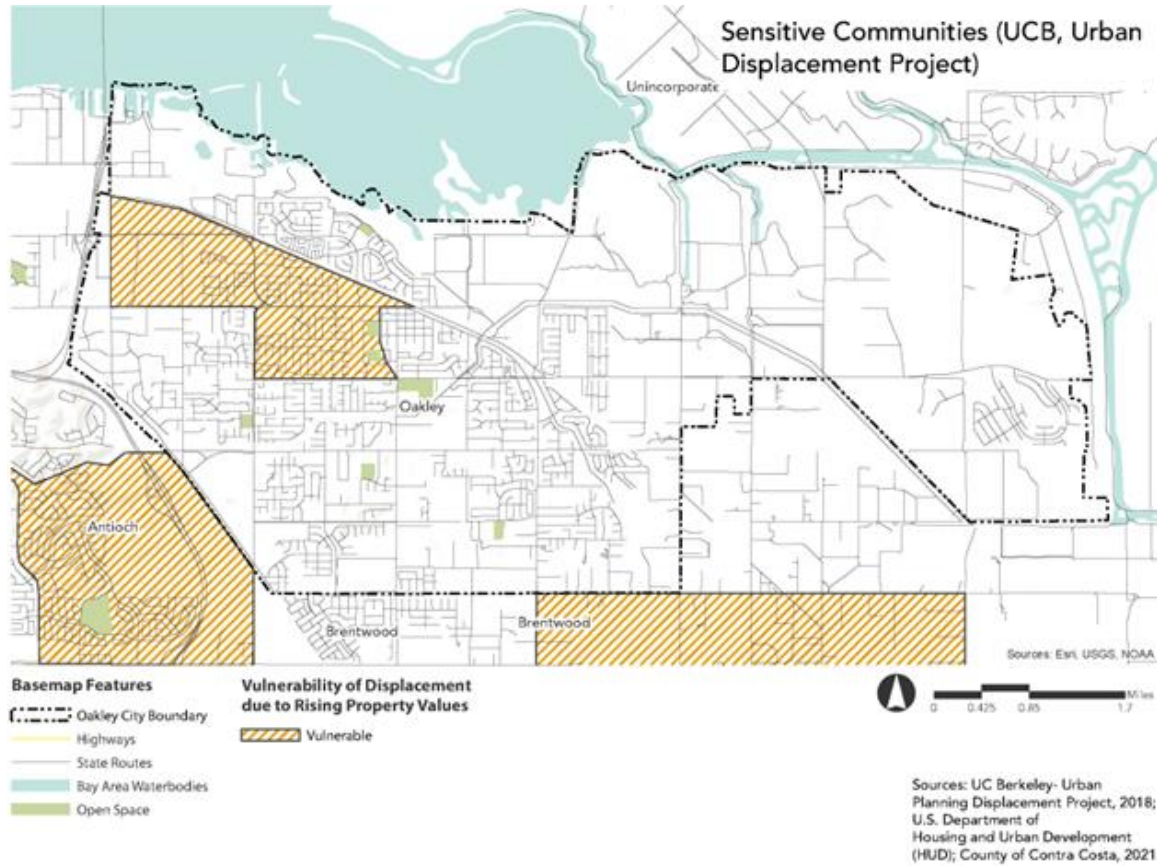 Sensitive Communities (UCB, Urban
Displacement Project)
Unincorporate
Oakley
Antioch
Brentwood
Brentwood
Sources: Esri, USGS, NOAA
Basemap Features
Oakley City Boundary
Highways
State Routes
Bay Area Waterbodies
Open Space
Vulnerability of Displacement
due to Rising Property Values
Vulnerable
Miles
0 0.425 0.85 1.7
Sources: UC Berkeley- Urban
Planning Displacement Project, 2018;
U.S. Department of
Housing and Urban Development
(HUD); County of Contra Costa, 2021